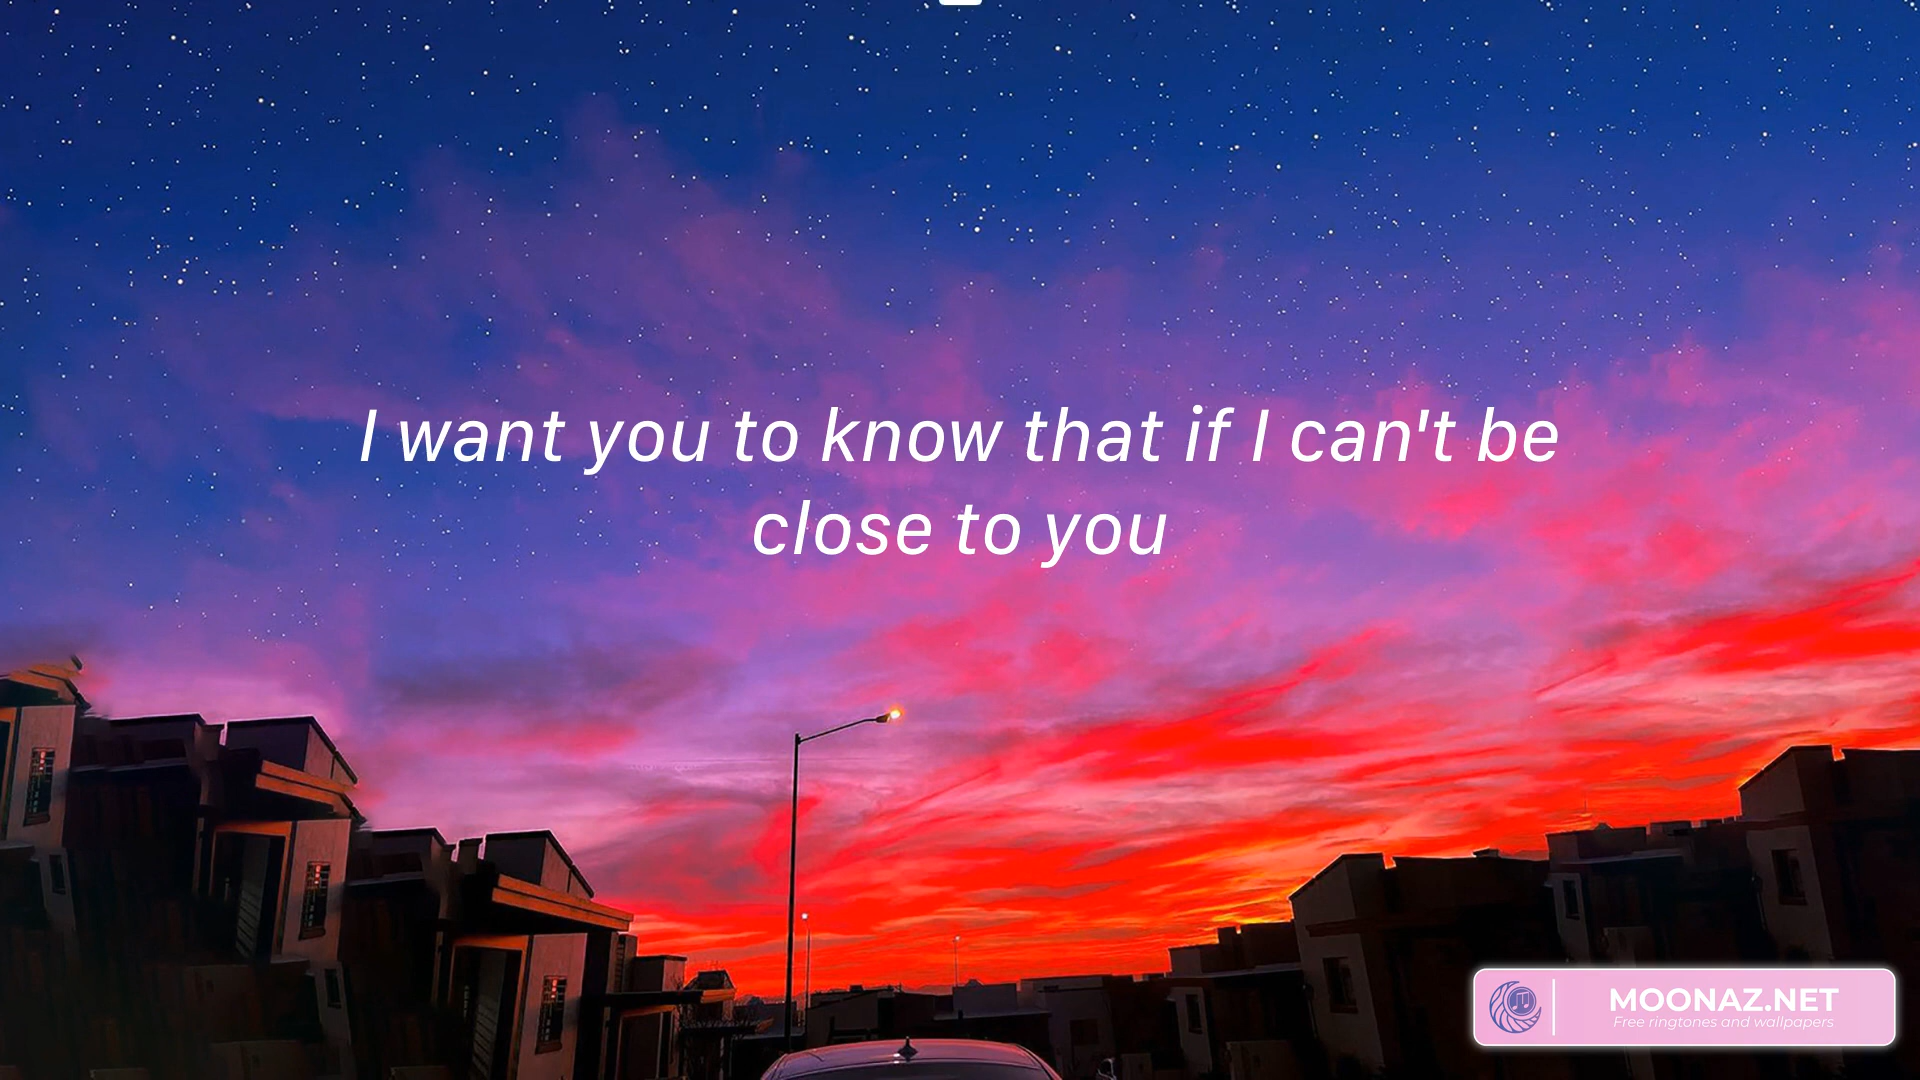 I want you to know that if I can't be
close to you
MOONAZ.NET
Free ringtones and wallpapers